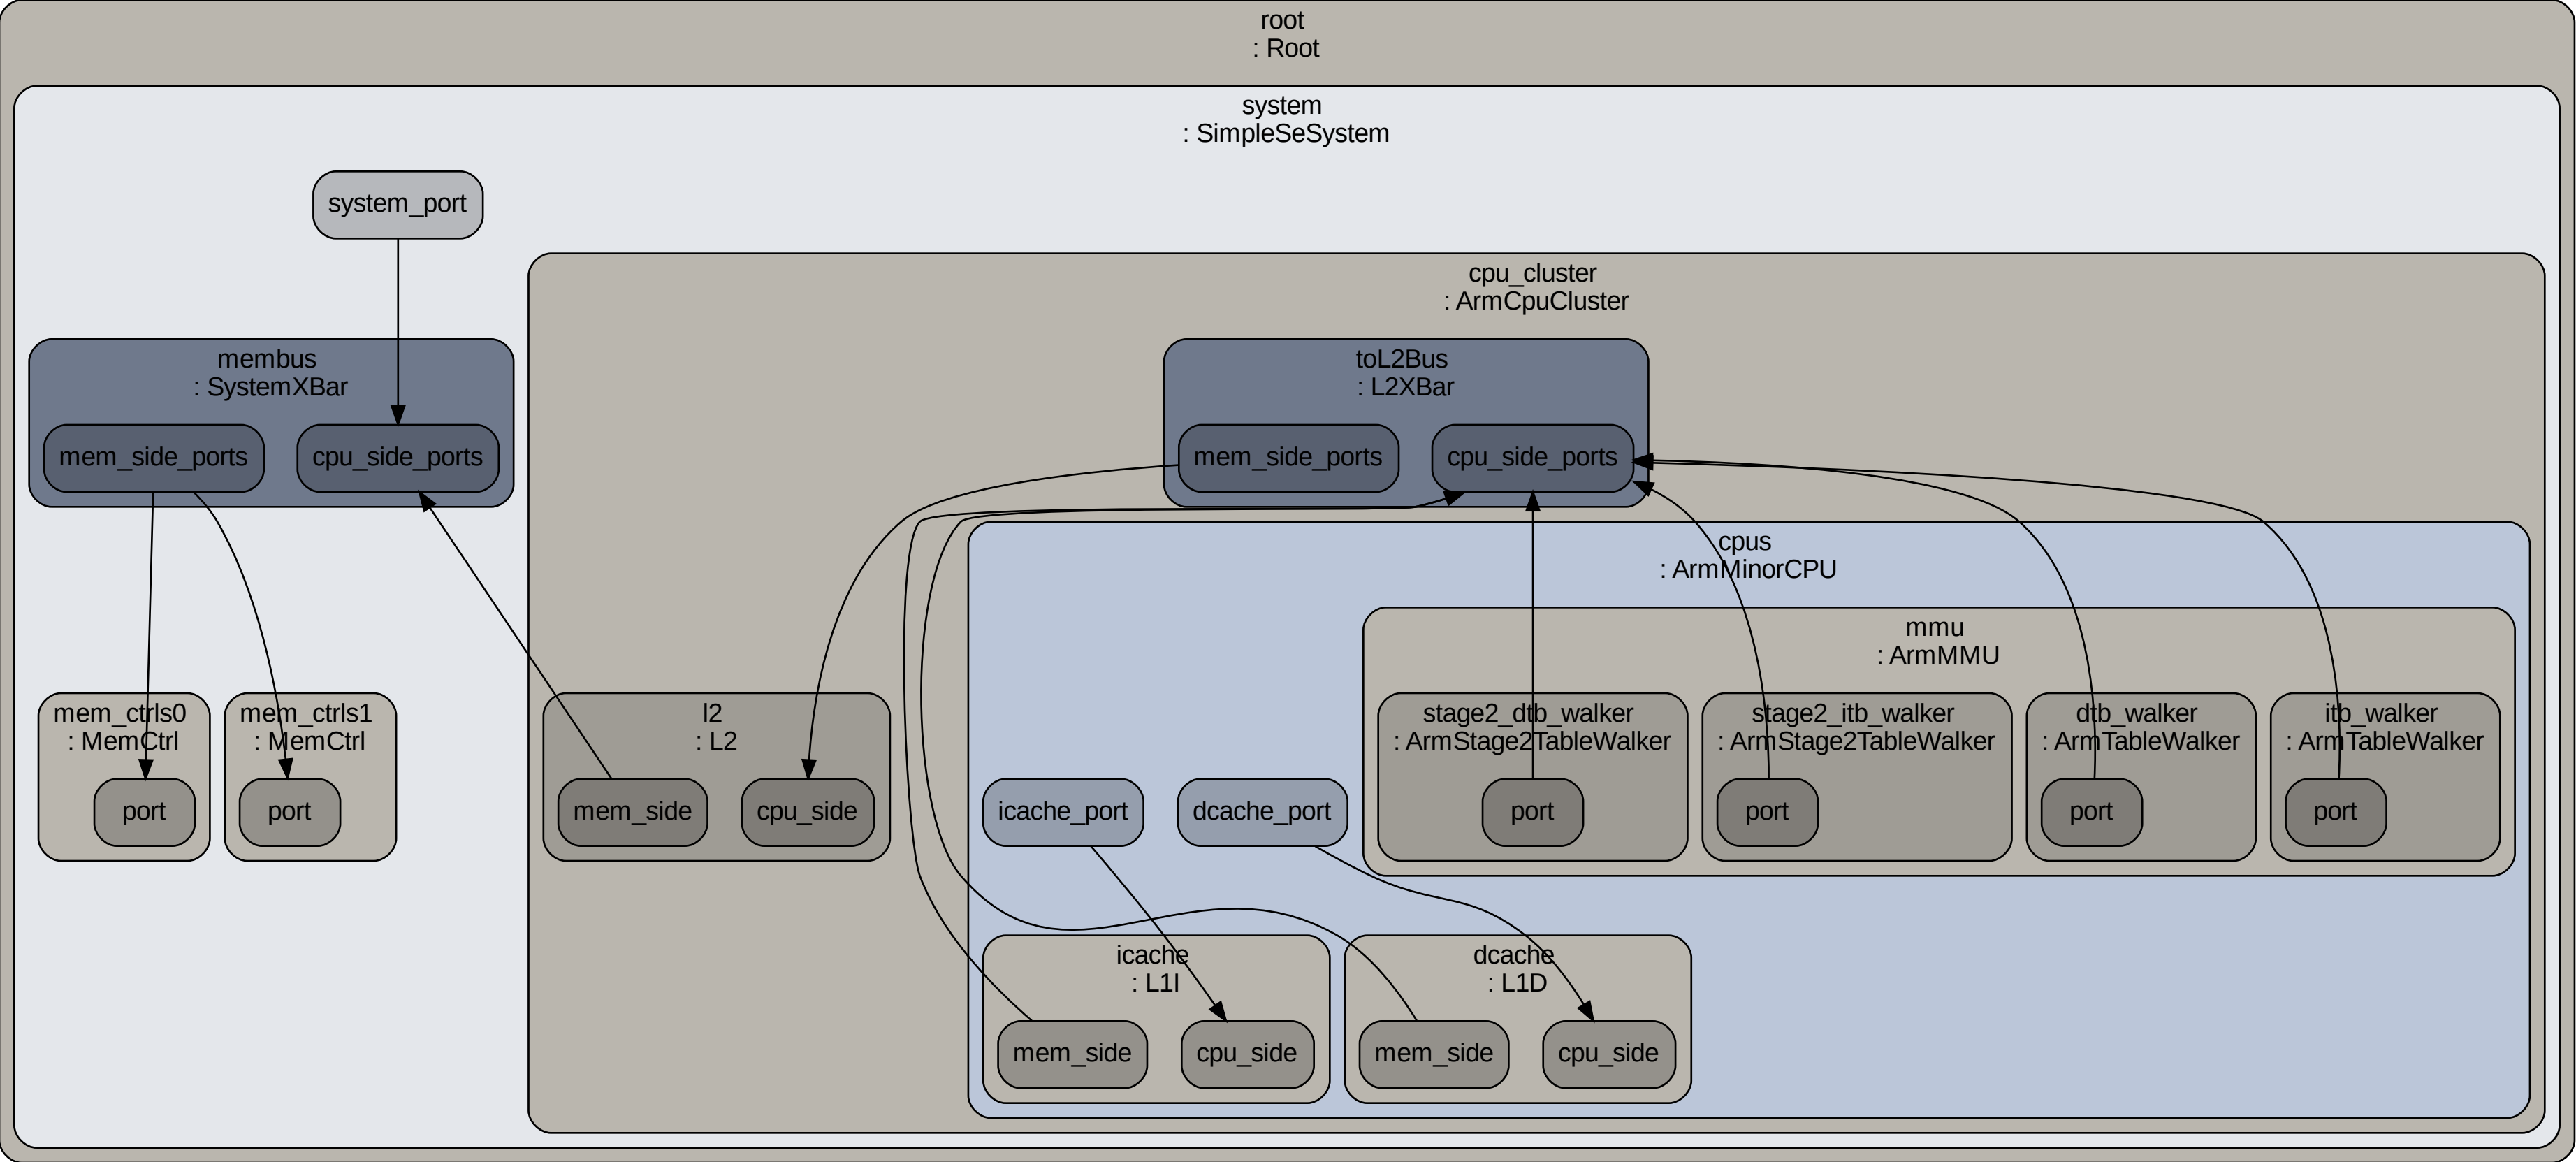 root
: Root
system
: SimpleSeSystem
system_port
cpu_cluster
: ArmCpuCluster
membus
: SystemXBar
mem_side_ports
cpu_side_ports
toL2Bus
: L2XBar
mem_side_ports
cpu_side_ports
cpus
: ArmMinorCPU
mmu
: ArmMMU
mem_ctrls0
: MemCtrl
port
mem_ctrls1
: MemCtrl
port
l2
: L2
mem_side
cpu_side
icache_port
dcache_port
stage2_dtb_walker
: ArmStage2TableWalker
port
stage2_itb_walker
: ArmStage2TableWalker
port
dtb_walker
: ArmTableWalker
port
itb_walker
: ArmTableWalker
port
icache
: L1I
mem_side
cpu_side
dcache
: L1D
mem_side
cpu_side